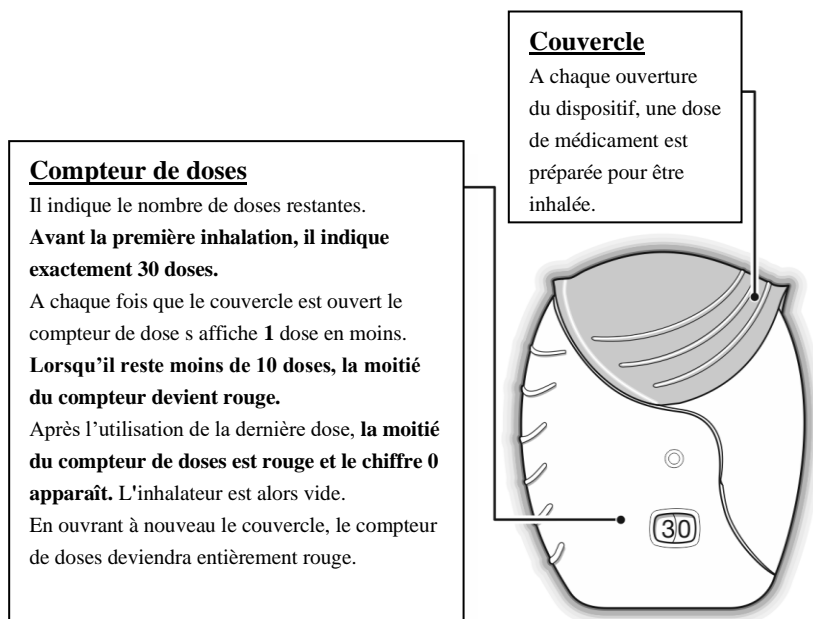 Couvercle
A chaque ouverture
du dispositif, une dose
de médicament est
préparée pour être
inhalée.
Compteur de doses
Il indique le nombre de doses restantes.
Avant la première inhalation, il indique
exactement 30 doses.
A chaque fois que le couvercle est ouvert le
compteur de dose s affiche 1 dose en moins.
Lorsqu’il reste moins de 10 doses, la moitié
du compteur devient rouge.
Après l’utilisation de la dernière dose, la moitié
du compteur de doses est rouge et le chiffre 0
apparaît. L'inhalateur est alors vide.
En ouvrant à nouveau le couvercle, le compteur
de doses deviendra entièrement rouge.
30